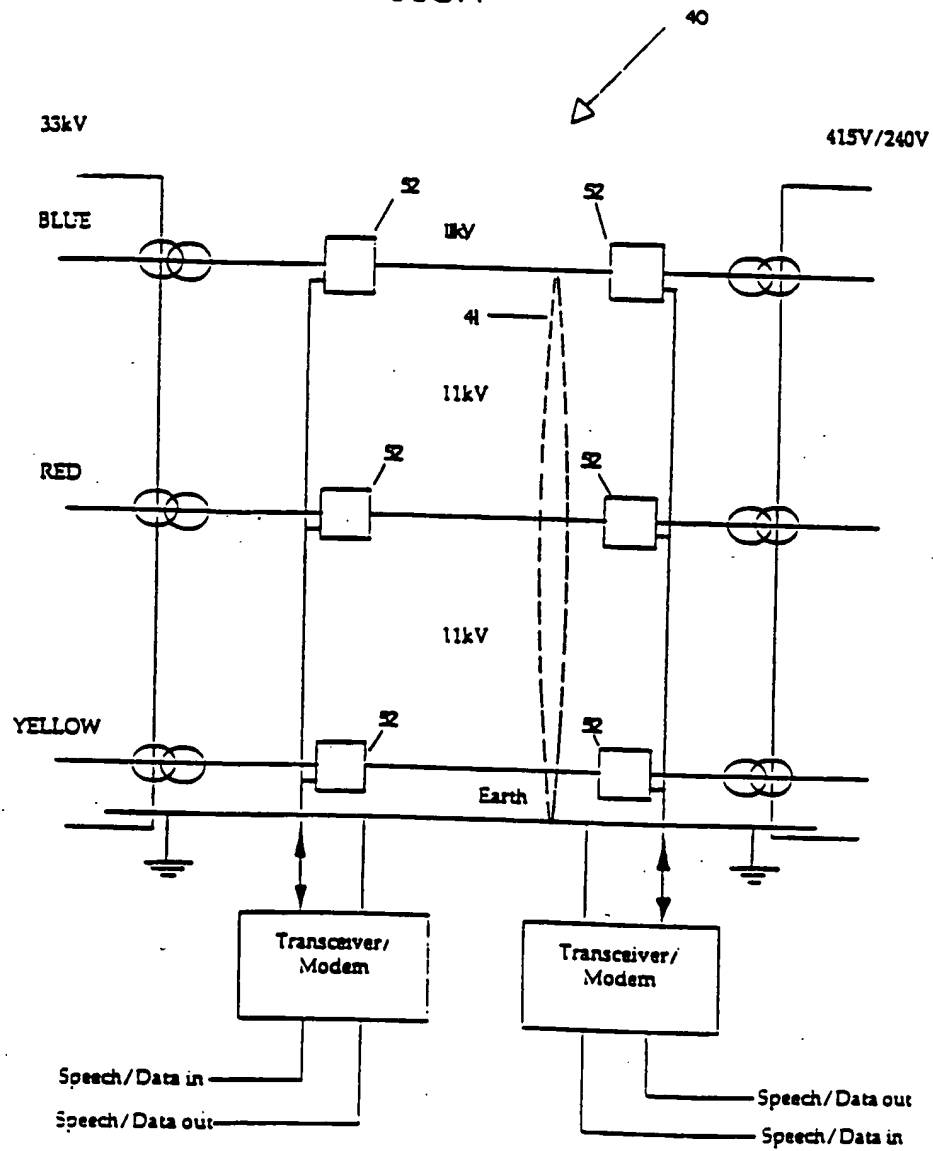 40
33kV
415V/240V
52
52
BLUE
11kV
41
11kV
RED
52
52
11kV
YELLOW
52
52
Earth
Transceiver/
Modem
Transceiver/
Modem
Speech/Data in
Speech/Data out
Speech/Data out
Speech/Data in